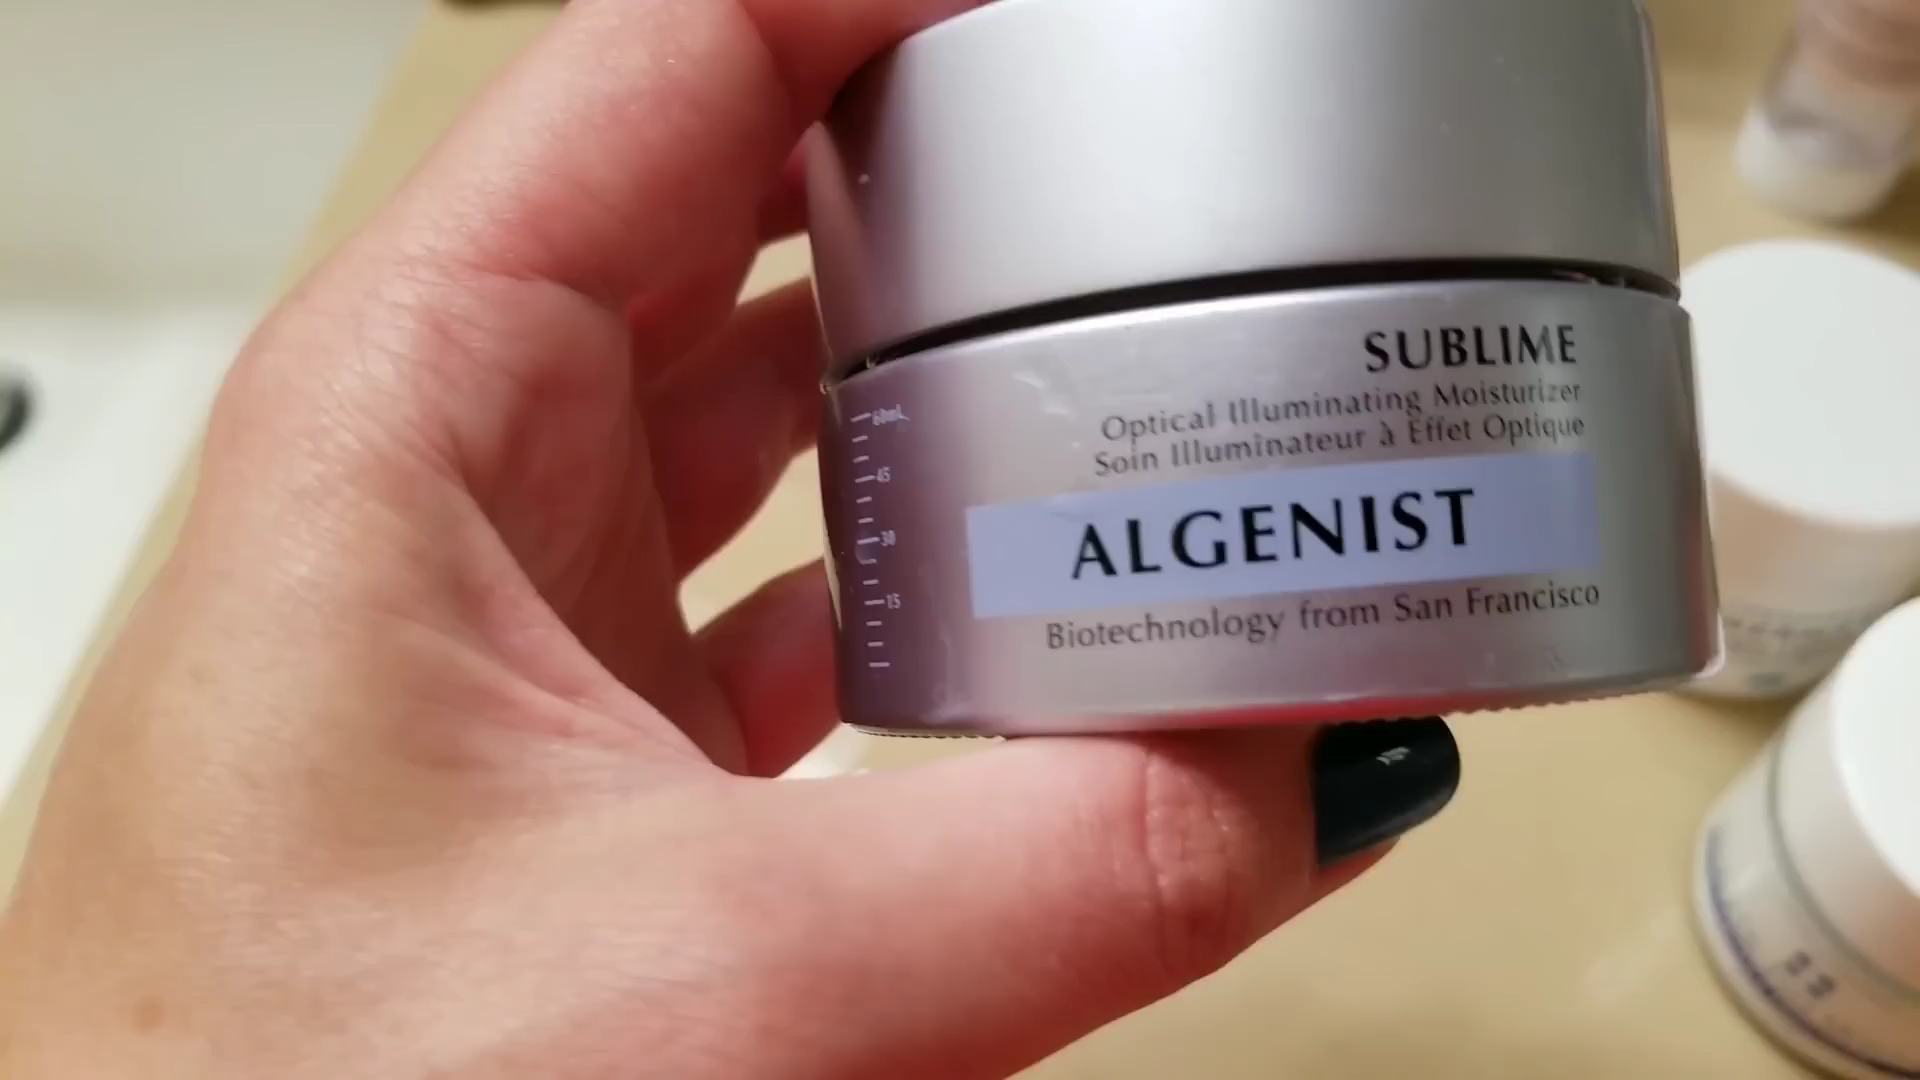 SUBLIME
Optical Illuminating Moisturizer
Soin Illuminateur à Effet Optique
ALGENIST
Biotechnology from San Francisco
60mL
45
30
15